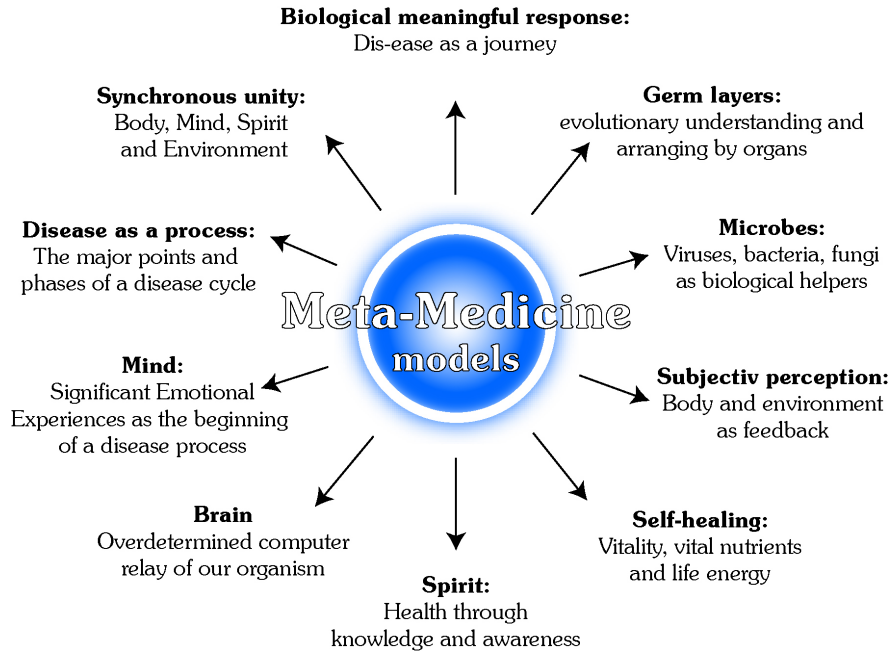 Biological meaningful response:
Dis-ease as a journey
Synchronous unity:
Body, Mind, Spirit
and Environment
Germ layers:
evolutionary understanding and
arranging by organs
Disease as a process:
The major points and
phases of a disease cycle
Microbes:
Viruses, bacteria, fungi
as biological helpers
Meta-Medicine
models
Mind:
Significant Emotional
Experiences as the beginning
of a disease process
Subjectiv perception:
Body and environment
as feedback
Brain
Overdetermined computer
relay of our organism
Self-healing:
Vitality, vital nutrients
and life energy
Spirit:
Health through
knowledge and awareness